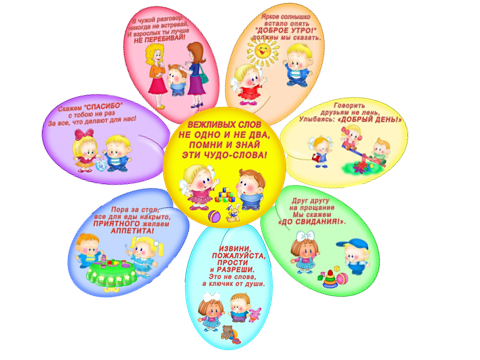 В чужой разговор
никогда не встревай,
И взрослых ты лучше
НЕ ПЕРЕБИВАЙ!
Яркое солнышко
встало опять
"ДОБРОЕ УТРО!"
должны мы сказать.
Говорить
друзьям не лень,
Улыбаясь: «ДОБРЫЙ ДЕНЬ!»
Друг другу
на прощание
Мы скажем
«ДО СВИДАНИЯ!».
ИЗВИНИ,
ПОЖАЛУЙСТА,
ПРОСТИ
и РАЗРЕШИ.
Это не слова,
а ключик от души.
Пора за стол;
все для еды накрыто,
ПРИЯТНОГО желаем
АППЕТИТА!
Скажем "СПАСИБО"
с тобою не раз
За все, что делают для нас!
ВЕЖЛИВЫХ СЛОВ
НЕ ОДНО И НЕ ДВА,
ПОМНИ И ЗНАЙ
ЭТИ ЧУДО-СЛОВА!